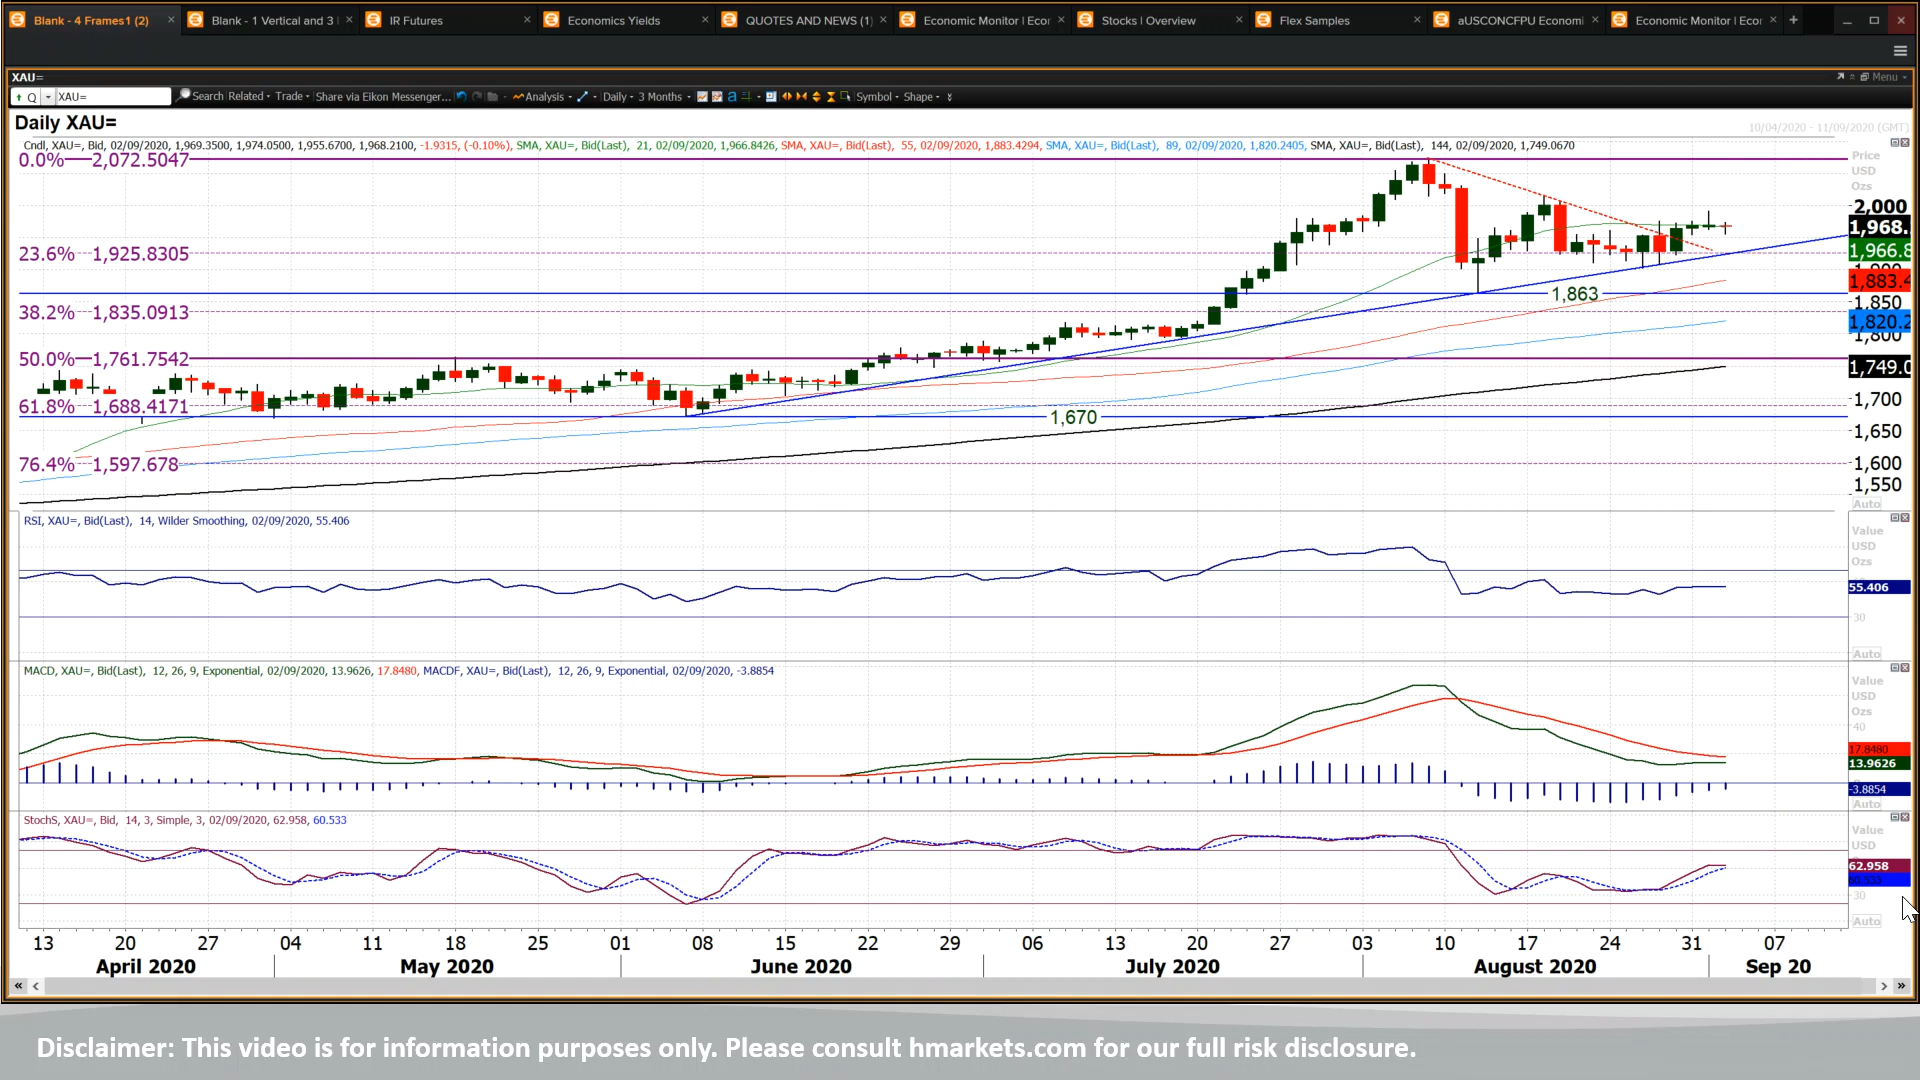 Blank - 4 Frames1 (2)
Blank - 1 Vertical and 3
IR Futures
Economics Yields
QUOTES AND NEWS (1)
Economic Monitor | Ecor
Stocks | Overview
Flex Samples
aUSCONCFPU Economi
Economic Monitor | Ecor
XAU=
Menu
Q XAU= Search Related Trade Share via Eikon Messenger... Analysis Daily 3 Months Symbol Shape
Daily XAU=
10/04/2020 - 11/09/2020 (GMT)
Cndl, XAU=, Bid, 02/09/2020, 1,969.3500, 1,974.0500, 1,955.6700, 1,968.2100, -1.9315, (-0.10%), SMA, XAU=, Bid(Last), 21, 02/09/2020, 1,966.8426, SMA, XAU=, Bid(Last), 55, 02/09/2020, 1,883.4294, SMA, XAU=, Bid(Last), 89, 02/09/2020, 1,820.2405, SMA, XAU=, Bid(Last), 144, 02/09/2020, 1,749.0670
Price
USD
Ozs
0.0% 2,072.5047
23.6% 1,925.8305
38.2% 1,835.0913
50.0% 1,761.7542
61.8% 1,688.4171
76.4% 1,597.678
1,863
1,670
2,000
1,968.
1,966.8
1,900
1,883.4
1,850
1,820.2
1,800
1,749.0
1,700
1,650
1,600
1,550
Auto
RSI, XAU=, Bid(Last), 14, Wilder Smoothing, 02/09/2020, 55.406
Value
USD
Ozs
55.406
30
Auto
MACD, XAU=, Bid(Last), 12, 26, 9, Exponential, 02/09/2020, 13.9626, 17.8480, MACDF, XAU=, Bid(Last), 12, 26, 9, Exponential, 02/09/2020, -3.8854
Value
USD
Ozs
40
17.8480
13.9626
-3.8854
Auto
StochS, XAU=, Bid, 14, 3, Simple, 3, 02/09/2020, 62.958, 60.533
Value
USD
Ozs
62.958
60.533
30
Auto
13 20 27 04 11 18 25 01 08 15 22 29 06 13 20 27 03 10 17 24 31 07
April 2020 May 2020 June 2020 July 2020 August 2020 Sep 20
Disclaimer: This video is for information purposes only. Please consult hmarkets.com for our full risk disclosure.